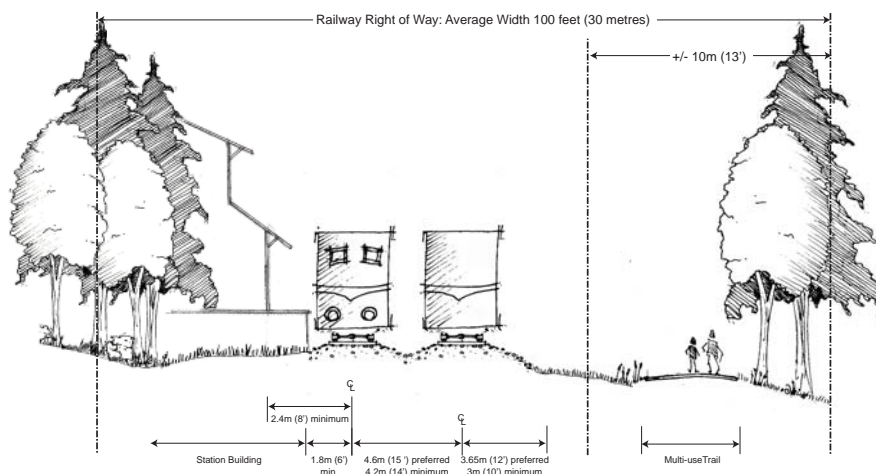 Railway Right of Way: Average Width 100 feet (30 metres)
+/- 10m (13')
℄
2.4m (8') minimum
℄
Station Building
1.8m (6')
min
4.6m (15 ') preferred
4.2m (14') minimum
3.65m (12') preferred
3m (10') minimum
Multi-useTrail